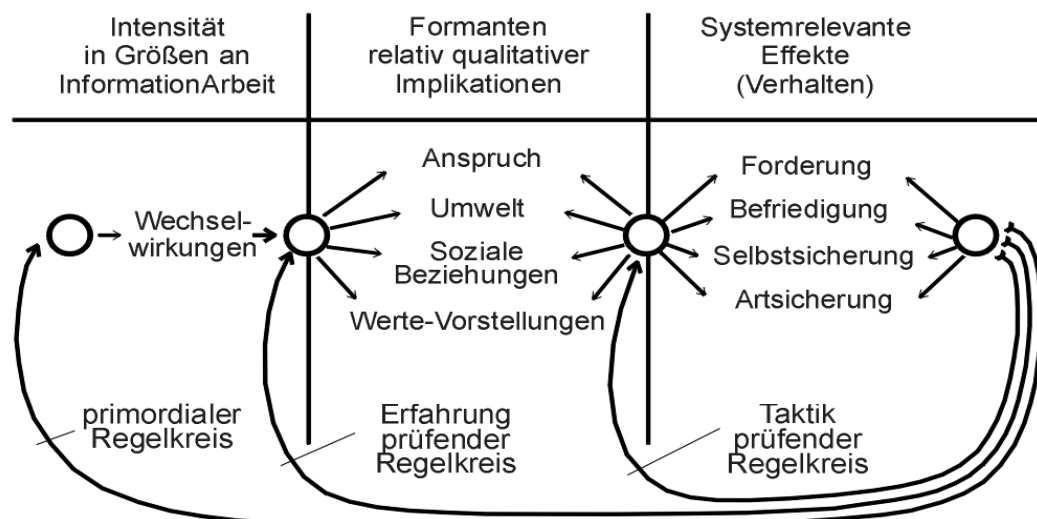 Intensität
in Größen an
InformationArbeit
Formanten
relativ qualitativer
Implikationen
Systemrelevante
Effekte
(Verhalten)
Wechsel-
wirkungen
Anspruch
Umwelt
Soziale
Beziehungen
Werte-Vorstellungen
Forderung
Befriedigung
Selbstsicherung
Artsicherung
primordialer
Regelkreis
Erfahrung
prüfender
Regelkreis
Taktik
prüfender
Regelkreis